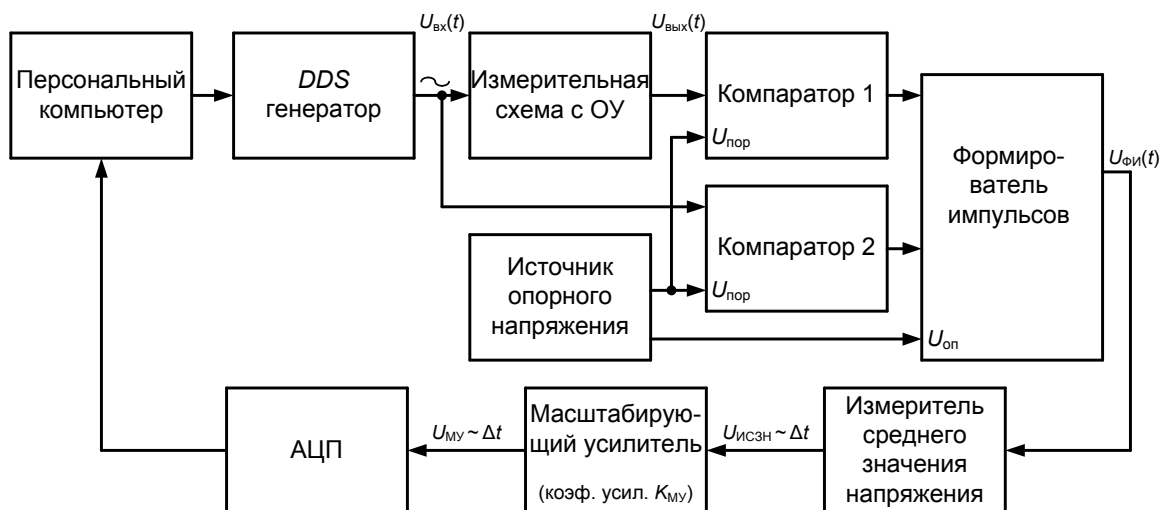 Uвх(t)
Uвых(t)
Персональный
компьютер
DDS
генератор
Измерительная
схема с ОУ
Компаратор 1
Uпор
Формиро-
ватель
импульсов
UФИ(t)
Компаратор 2
Uпор
Источник
опорного
напряжения
Uоп
АЦП
UМУ ~ Δt
Масштабирую-
щий усилитель
(коэф. усил. KМУ)
UИСЗН ~ Δt
Измеритель
среднего
значения
напряжения